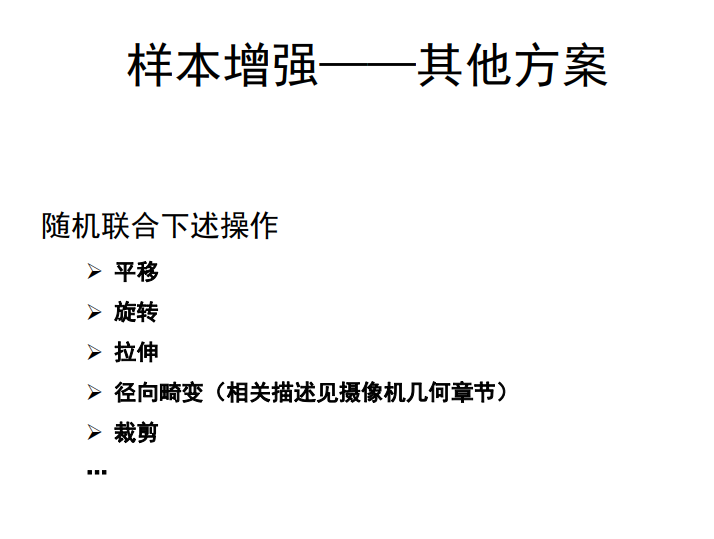 样本增强——其他方案
随机联合下述操作
➢ 平移
➢ 旋转
➢ 拉伸
➢ 径向畸变（相关描述见摄像机几何章节）
➢ 裁剪
…